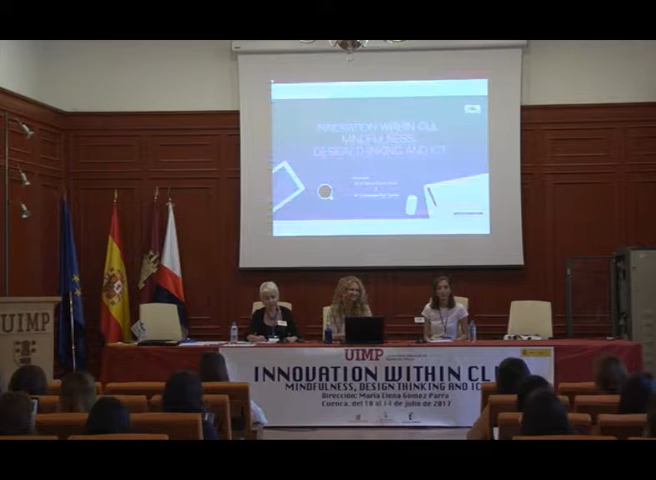 INNOVATION WITHIN CLIL
MINDFULNESS,
DESIGN THINKING AND ICT
UIMP
UIMP
INNOVATION WITHIN CL
MINDFULNESS, DESIGN THINKING AND IC
Dirección: María Elena Gómez Parra
Cuenca, del 10 al 14 de julio de 2017